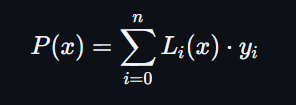 P(x) = \sum_{i=0}^{n} L_i(x) \cdot y_i